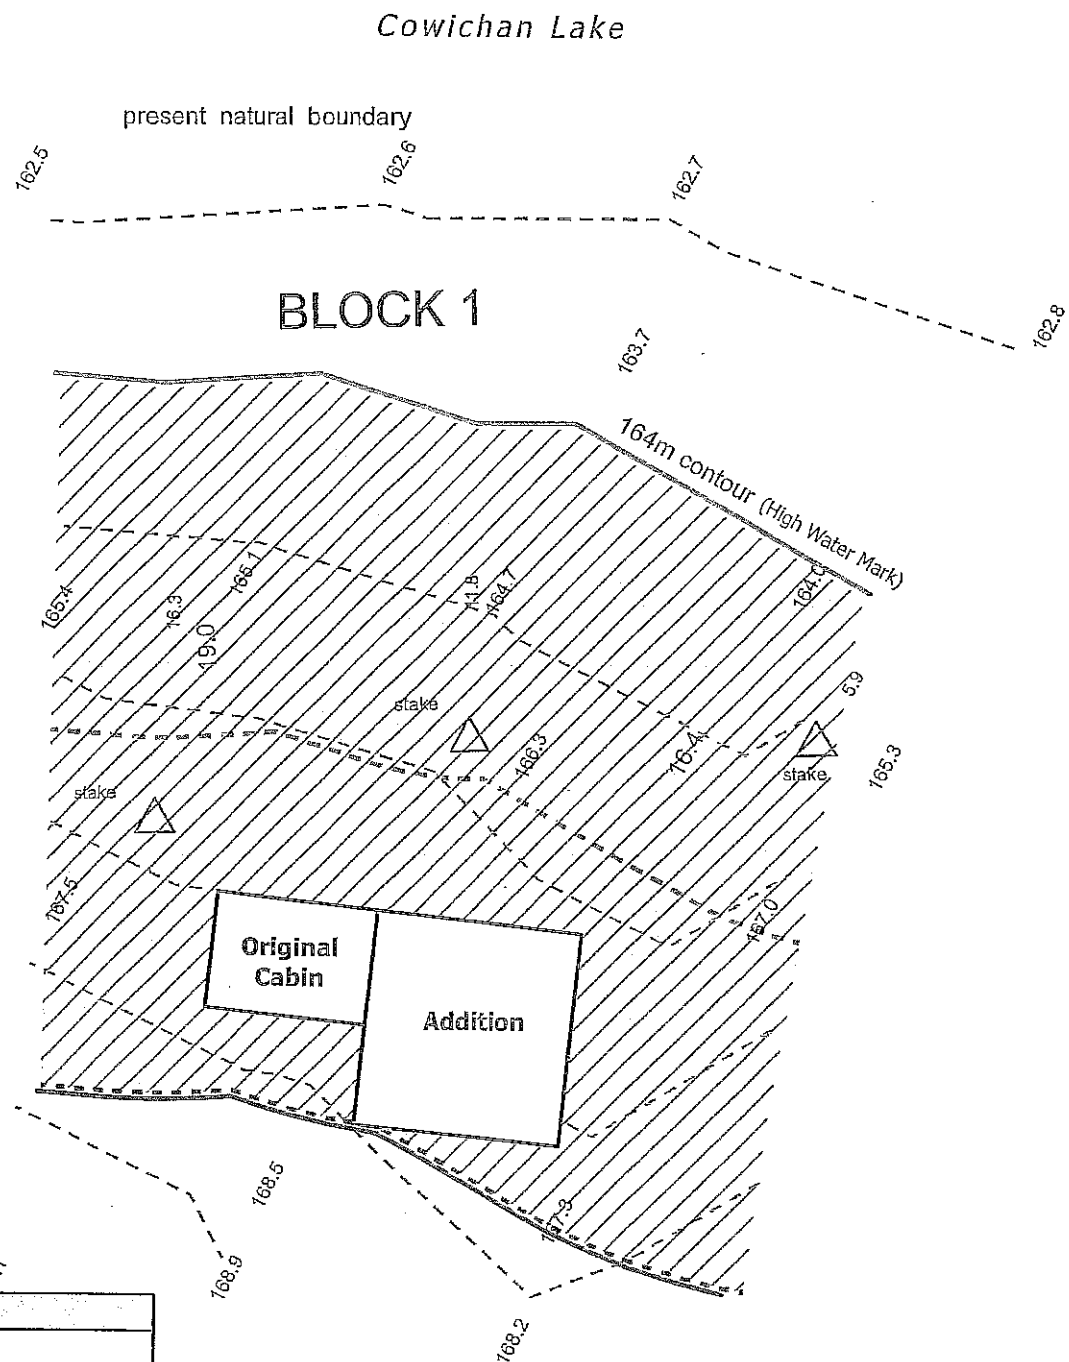 Cowichan Lake
present natural boundary
162.5
162.6
162.7
162.8
BLOCK 1
163.7
164m contour (High Water Mark)
165.4
16.3
165.1
19.0
11.8
164.7
164.0
5.9
stake
166.3
16.4
stake
165.3
stake
167.5
167.0
Original
Cabin
Addition
168.5
168.9
168.2